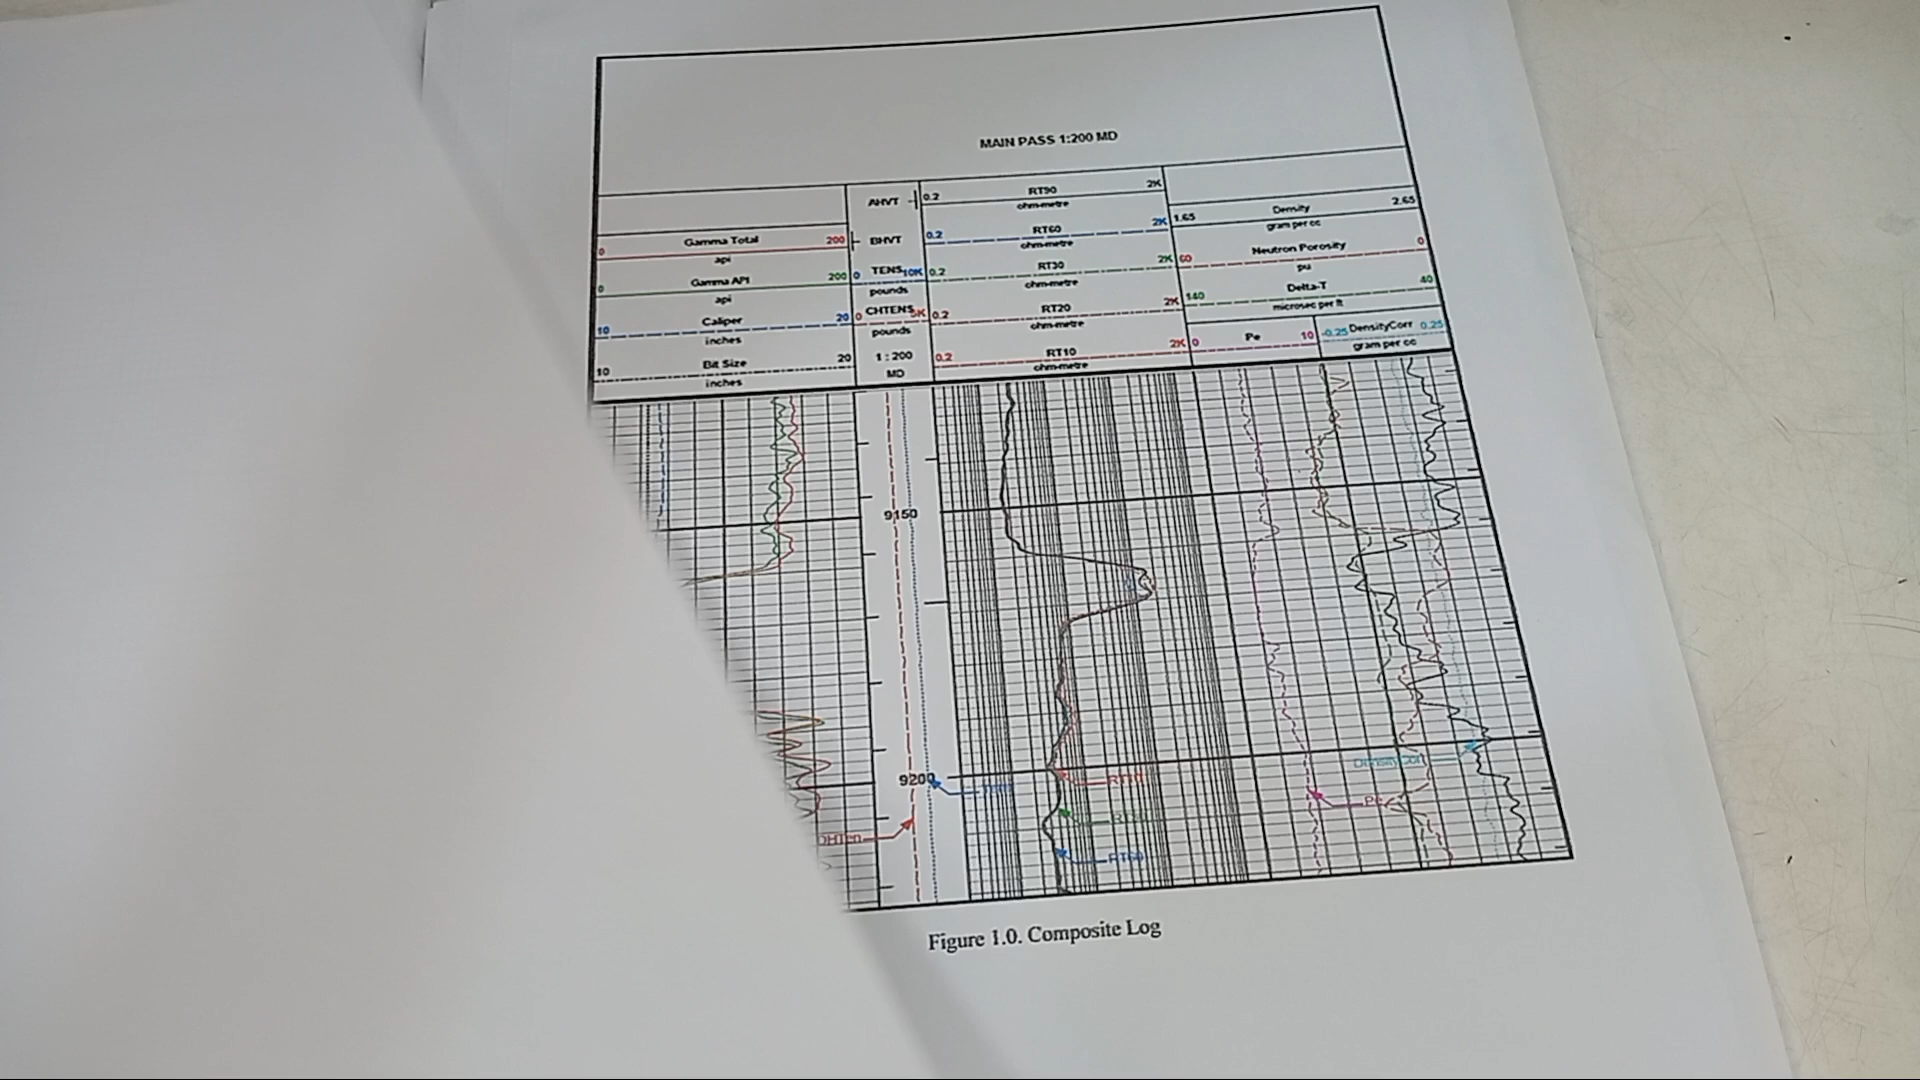 MAIN PASS 1:200 MD
0 Gamma Total 200
api
0 Gamma API 200
api
10 Caliper 20
inches
10 Bit Size 20
inches
AHVT
BHVT
0 TENS 10K
pounds
0 CHTENS 5K
pounds
1 : 200
MD
0.2 RT90 2K
ohm-metre
0.2 RT60 2K
ohm-metre
0.2 RT30 2K
ohm-metre
0.2 RT20 2K
ohm-metre
0.2 RT10 2K
ohm-metre
1.65 Density 2.65
gram per cc
60 Neutron Porosity 0
pu
140 Delta-T 40
microsec per ft
0 Pe 10
-0.25 DensityCorr 0.25
gram per cc
9150
9200
RT10
RT60
DensityCorr
Figure 1.0. Composite Log